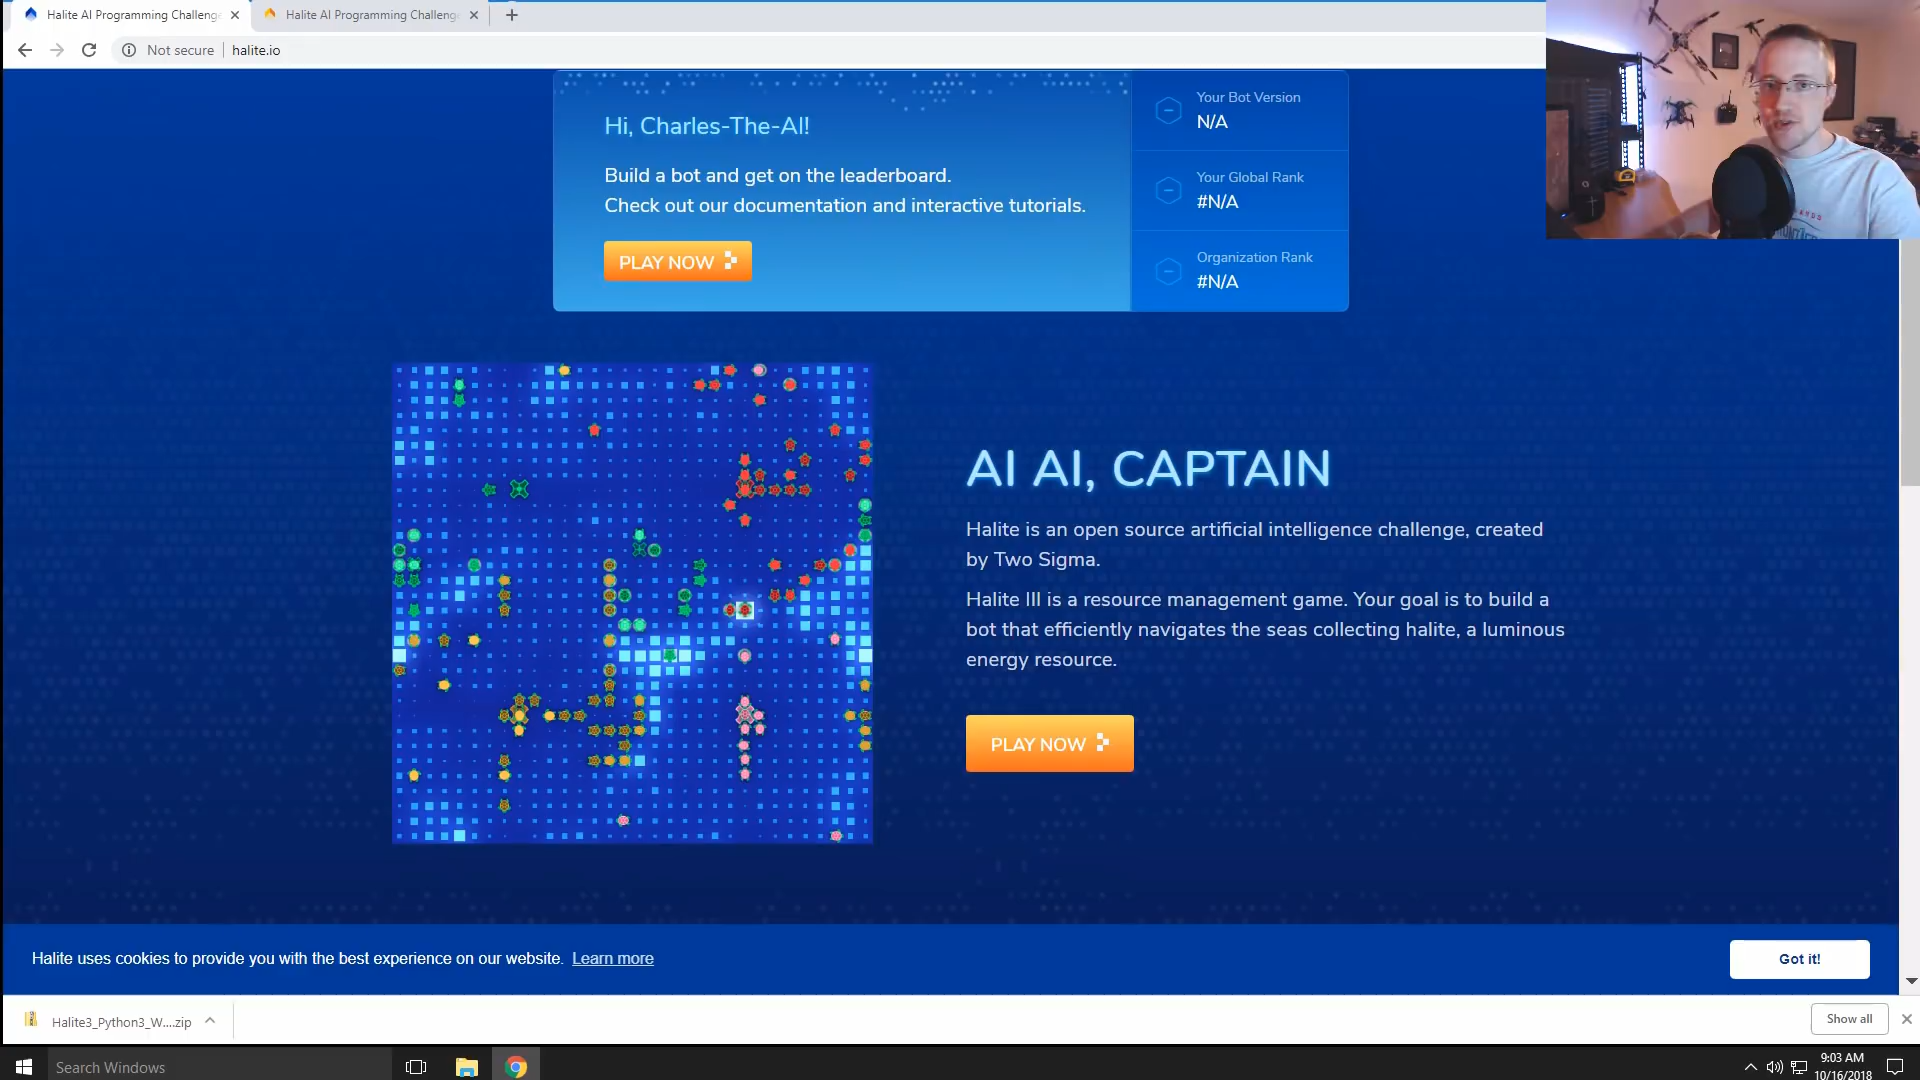 Halite AI Programming Challenge
Halite AI Programming Challenge
Not secure
halite.io
Hi, Charles-The-AI!
Build a bot and get on the leaderboard.
Check out our documentation and interactive tutorials.
PLAY NOW
Your Bot Version
N/A
Your Global Rank
#N/A
Organization Rank
#N/A
AI AI, CAPTAIN
Halite is an open source artificial intelligence challenge, created
by Two Sigma.
Halite III is a resource management game. Your goal is to build a
bot that efficiently navigates the seas collecting halite, a luminous
energy resource.
PLAY NOW
Halite uses cookies to provide you with the best experience on our website. Learn more
Got it!
Halite3_Python3_W....zip
Show all
Search Windows
9:03 AM
10/16/2018